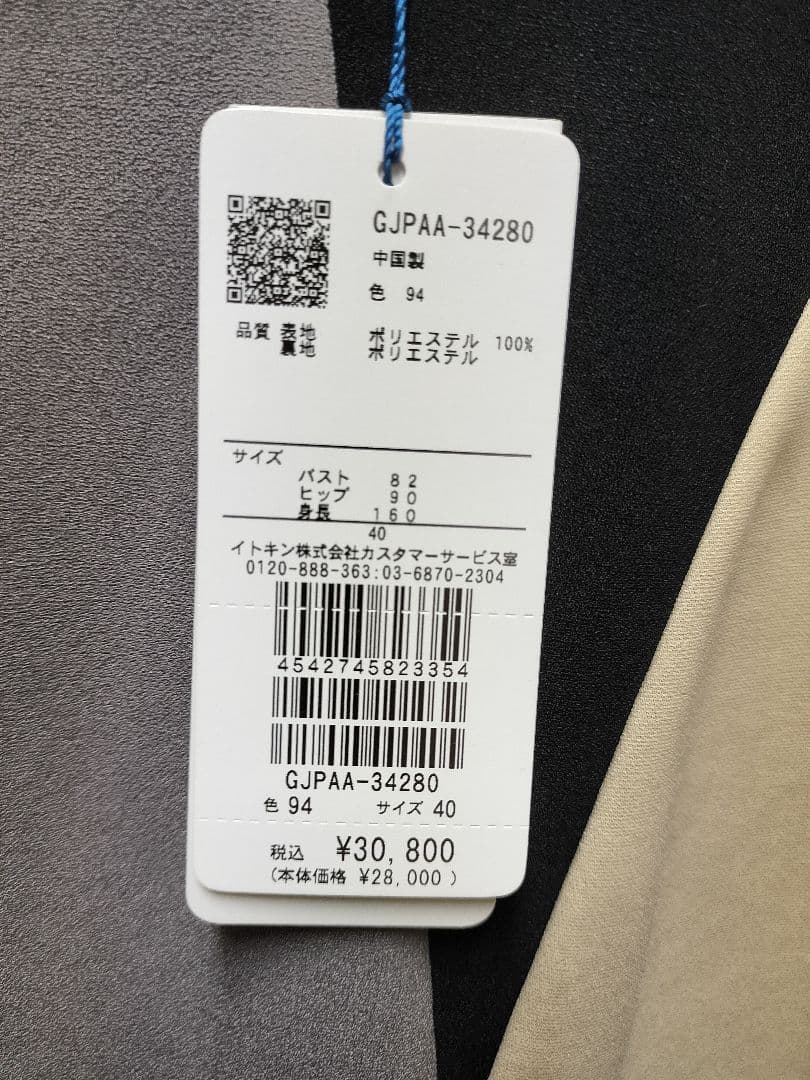 GJPAA-34280
中国製
色 94
品質 表地 ポリエステル 100%
裏地 ポリエステル
サイズ
バスト 82
ヒップ 90
身長 160
40
イトキン株式会社カスタマーサービス室
0120-888-363:03-6870-2304
4542745823354
GJPAA-34280
色 94 サイズ 40
税込 ¥30,800
(本体価格 ¥28,000 )